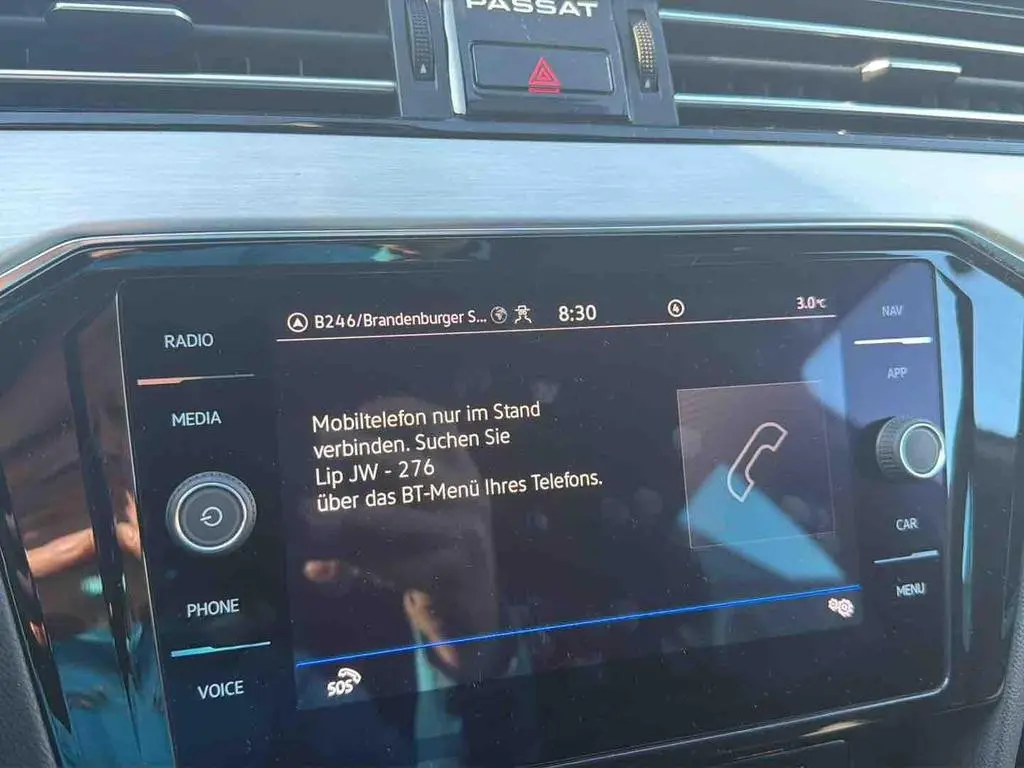 PASSAT
RADIO
MEDIA
PHONE
VOICE
B246/Brandenburger S... 8:30 4 3.0°C
Mobiltelefon nur im Stand
verbinden. Suchen Sie
Lip JW - 276
über das BT-Menü Ihres Telefons.
SOS
NAV
APP
CAR
MENU